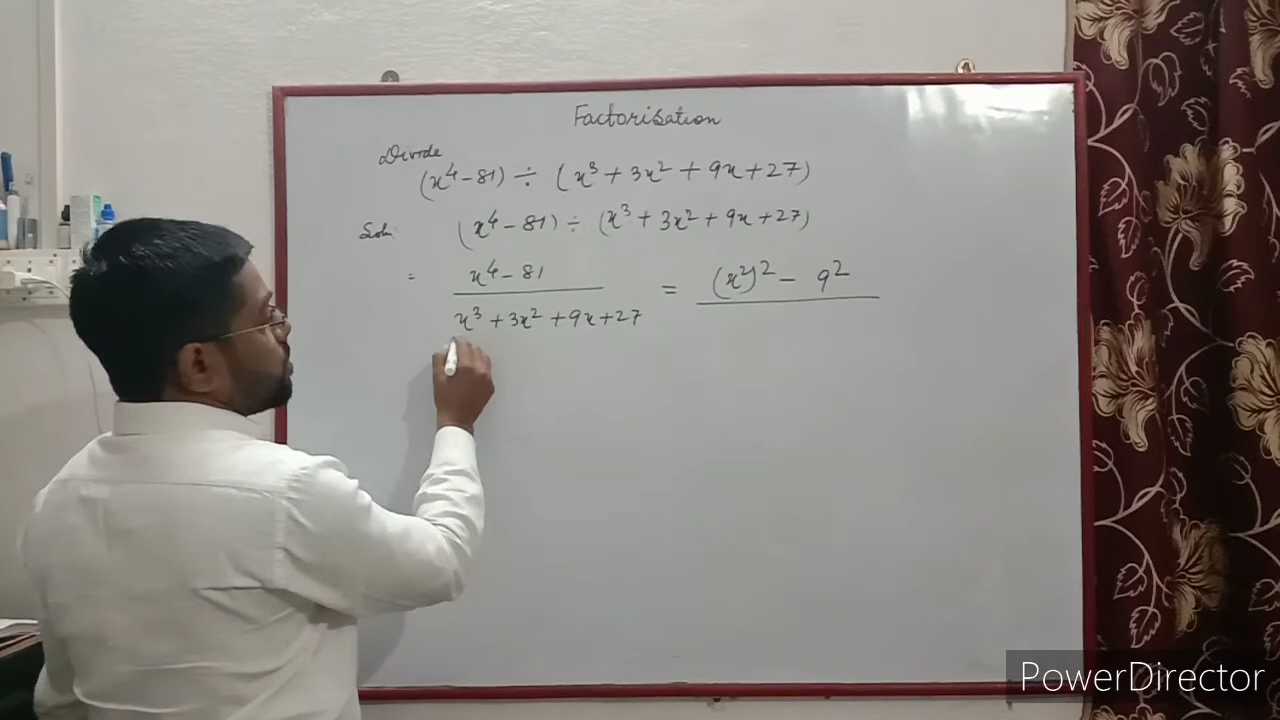 Factorisation
Divide
(x⁴-81) ÷ (x³+3x²+9x+27)
Soln (x⁴-81) ÷ (x³+3x²+9x+27)
= x⁴-81 / x³+3x²+9x+27 = (x²)² - 9²
PowerDirector